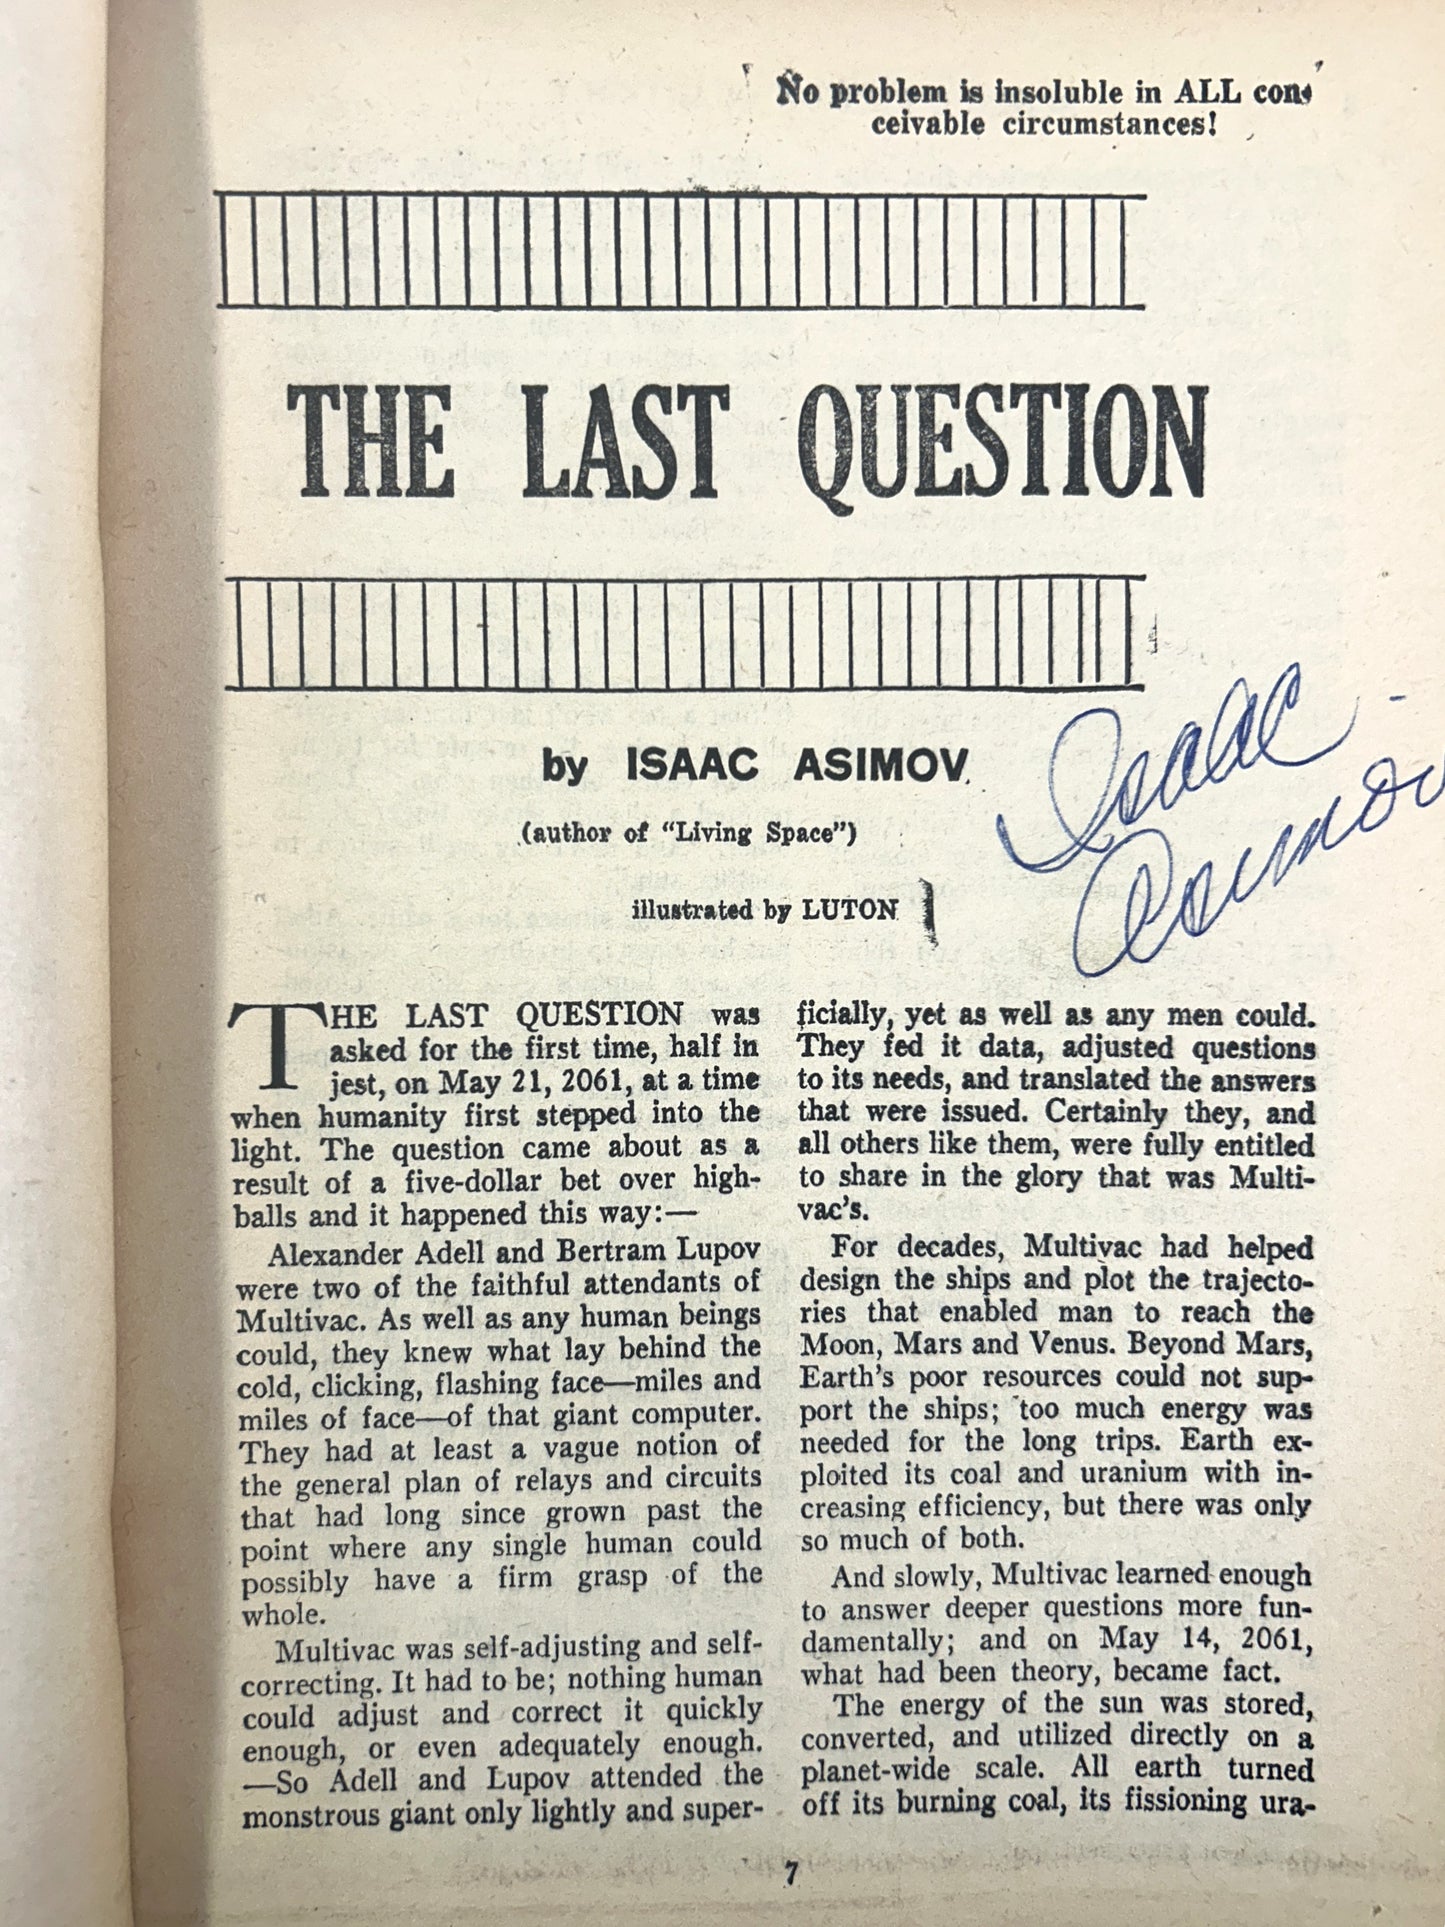 No problem is insoluble in ALL con-
ceivable circumstances!
THE LAST QUESTION
by ISAAC ASIMOV
(author of "Living Space")
illustrated by LUTON
Isaac
Asimov
THE LAST QUESTION was
asked for the first time, half in
jest, on May 21, 2061, at a time
when humanity first stepped into the
light. The question came about as a
result of a five-dollar bet over high-
balls and it happened this way:—
Alexander Adell and Bertram Lupov
were two of the faithful attendants of
Multivac. As well as any human beings
could, they knew what lay behind the
cold, clicking, flashing face—miles and
miles of face—of that giant computer.
They had at least a vague notion of
the general plan of relays and circuits
that had long since grown past the
point where any single human could
possibly have a firm grasp of the
whole.
Multivac was self-adjusting and self-
correcting. It had to be; nothing human
could adjust and correct it quickly
enough, or even adequately enough.
—So Adell and Lupov attended the
monstrous giant only lightly and super-
ficially, yet as well as any men could.
They fed it data, adjusted questions
to its needs, and translated the answers
that were issued. Certainly they, and
all others like them, were fully entitled
to share in the glory that was Multi-
vac's.
For decades, Multivac had helped
design the ships and plot the trajecto-
ries that enabled man to reach the
Moon, Mars and Venus. Beyond Mars,
Earth's poor resources could not sup-
port the ships; too much energy was
needed for the long trips. Earth ex-
ploited its coal and uranium with in-
creasing efficiency, but there was only
so much of both.
And slowly, Multivac learned enough
to answer deeper questions more fun-
damentally; and on May 14, 2061,
what had been theory, became fact.
The energy of the sun was stored,
converted, and utilized directly on a
planet-wide scale. All earth turned
off its burning coal, its fissioning ura-
7